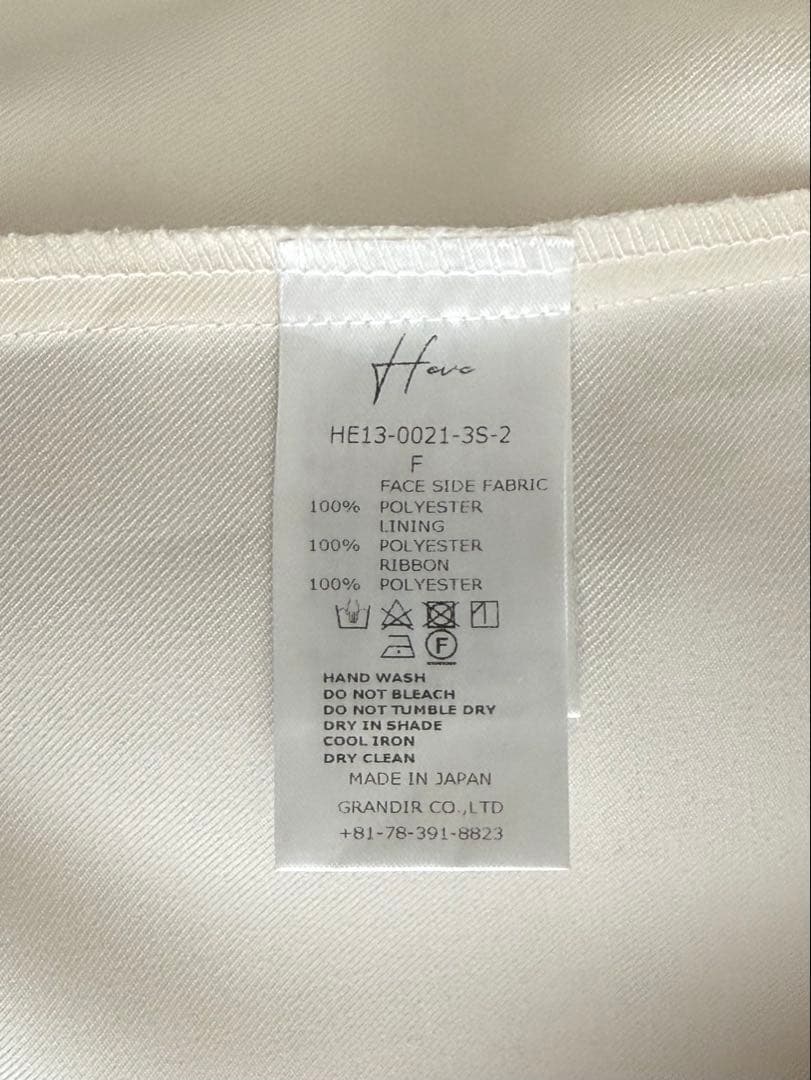 Heve
HE13-0021-3S-2
F
FACE SIDE FABRIC
100% POLYESTER
LINING
100% POLYESTER
RIBBON
100% POLYESTER
F
HAND WASH
DO NOT BLEACH
DO NOT TUMBLE DRY
DRY IN SHADE
COOL IRON
DRY CLEAN
MADE IN JAPAN
GRANDIR CO.,LTD
+81-78-391-8823